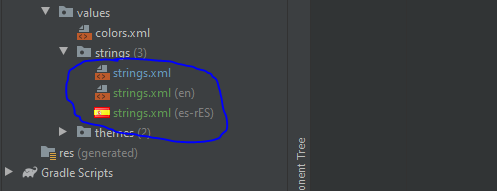 values
colors.xml
strings (3)
strings.xml
strings.xml (en)
strings.xml (es-rES)
themes (2)
res (generated)
Gradle Scripts
onent Tree